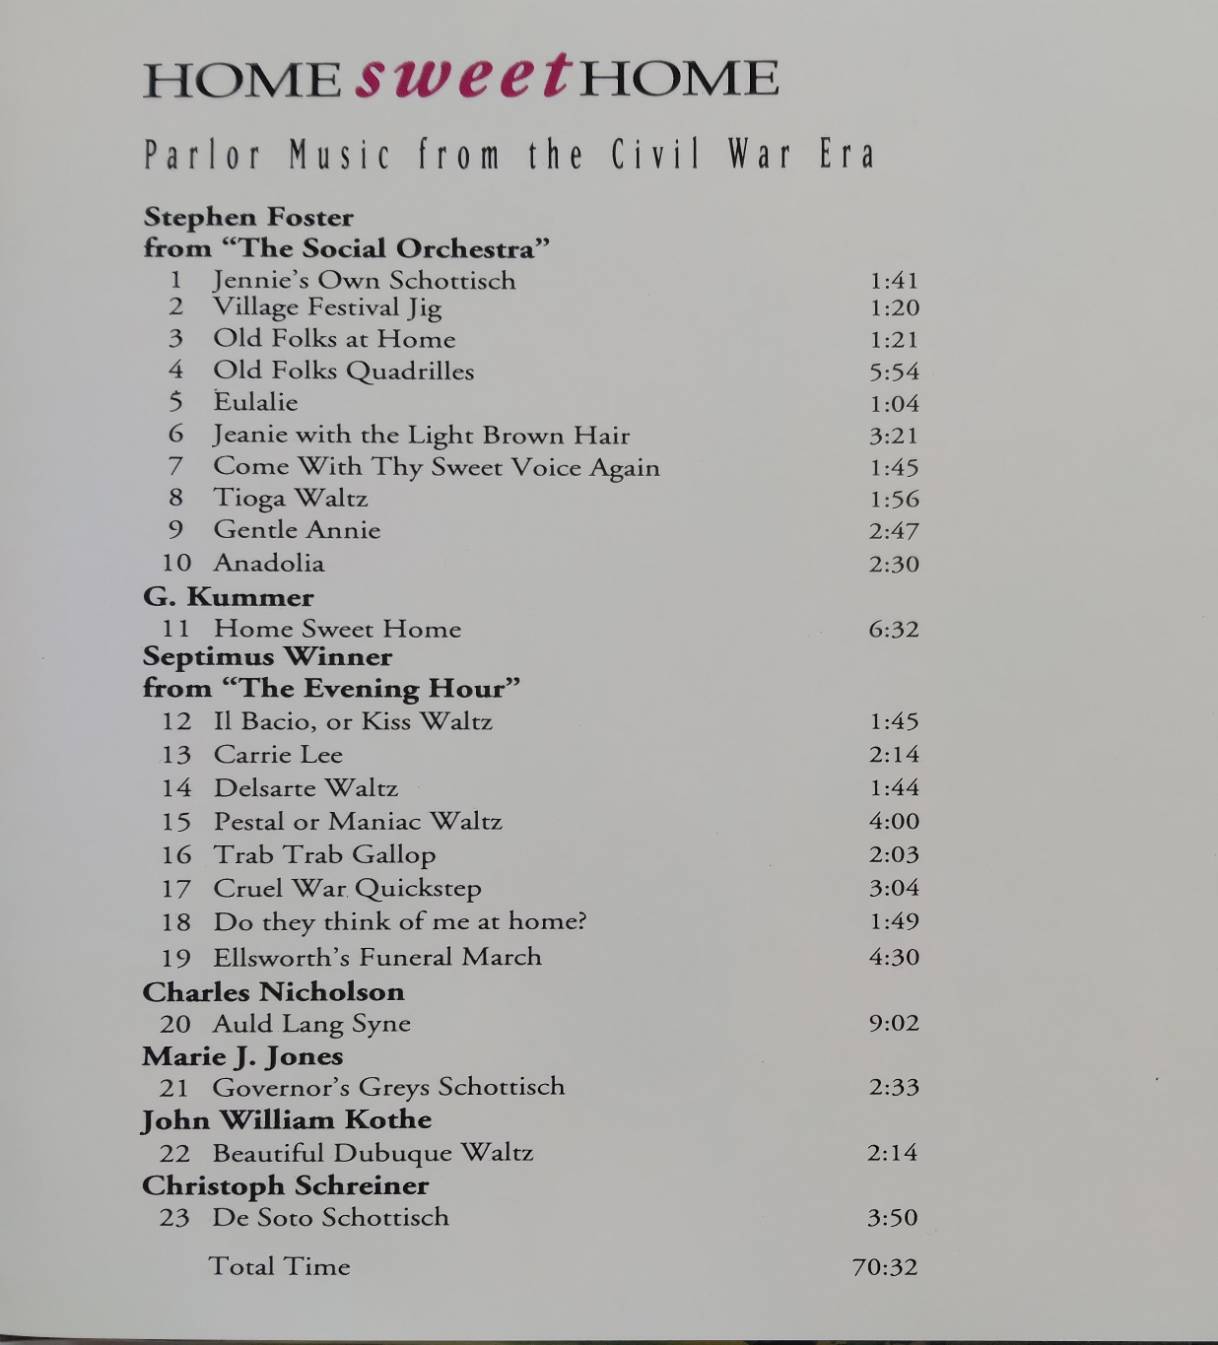 HOME sweet HOME
Parlor Music from the Civil War Era
Stephen Foster
from “The Social Orchestra”
1 Jennie’s Own Schottisch 1:41
2 Village Festival Jig 1:20
3 Old Folks at Home 1:21
4 Old Folks Quadrilles 5:54
5 Eulalie 1:04
6 Jeanie with the Light Brown Hair 3:21
7 Come With Thy Sweet Voice Again 1:45
8 Tioga Waltz 1:56
9 Gentle Annie 2:47
10 Anadolia 2:30
G. Kummer
11 Home Sweet Home 6:32
Septimus Winner
from “The Evening Hour”
12 Il Bacio, or Kiss Waltz 1:45
13 Carrie Lee 2:14
14 Delsarte Waltz 1:44
15 Pestal or Maniac Waltz 4:00
16 Trab Trab Gallop 2:03
17 Cruel War Quickstep 3:04
18 Do they think of me at home? 1:49
19 Ellsworth’s Funeral March 4:30
Charles Nicholson
20 Auld Lang Syne 9:02
Marie J. Jones
21 Governor’s Greys Schottisch 2:33
John William Kothe
22 Beautiful Dubuque Waltz 2:14
Christoph Schreiner
23 De Soto Schottisch 3:50
Total Time 70:32